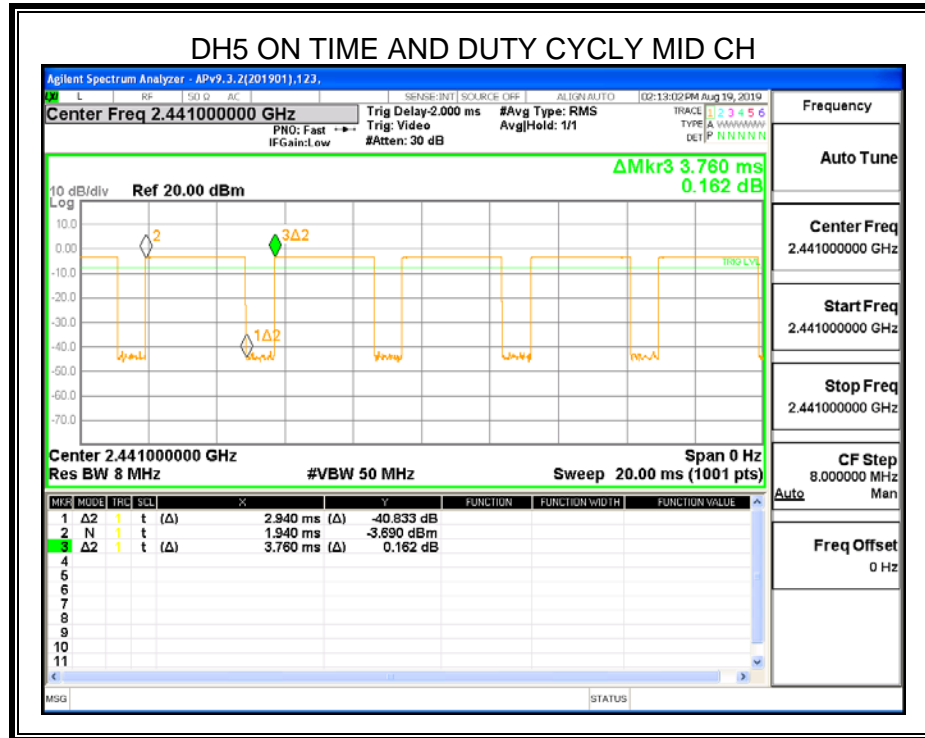 DH5 ON TIME AND DUTY CYCLY MID CH
Agilent Spectrum Analyzer - APv9.3.2(201901),123,
LXI L RF 50 Ω AC SENSE:INT SOURCE OFF ALIGN AUTO 02:13:02 PM Aug 19, 2019
Center Freq 2.441000000 GHz
PNO: Fast
IFGain:Low
Trig Delay-2.000 ms
Trig: Video
#Atten: 30 dB
#Avg Type: RMS
Avg|Hold: 1/1
TRACE 1 2 3 4 5 6
TYPE A WWWWWW
DET P N N N N N
ΔMkr3 3.760 ms
0.162 dB
10 dB/div Ref 20.00 dBm
Log
10.0
0.00
-10.0
-20.0
-30.0
-40.0
-50.0
-60.0
-70.0
2
3Δ2
1Δ2
TRIG LVL
Center 2.441000000 GHz Span 0 Hz
Res BW 8 MHz #VBW 50 MHz Sweep 20.00 ms (1001 pts)
MKR MODE TRC SCL X Y FUNCTION FUNCTION WIDTH FUNCTION VALUE
1 Δ2 1 t (Δ) 2.940 ms (Δ) -40.833 dB
2 N 1 t 1.940 ms -3.690 dBm
3 Δ2 1 t (Δ) 3.760 ms (Δ) 0.162 dB
4
5
6
7
8
9
10
11
MSG STATUS
Frequency
Auto Tune
Center Freq
2.441000000 GHz
Start Freq
2.441000000 GHz
Stop Freq
2.441000000 GHz
CF Step
8.000000 MHz
Auto Man
Freq Offset
0 Hz